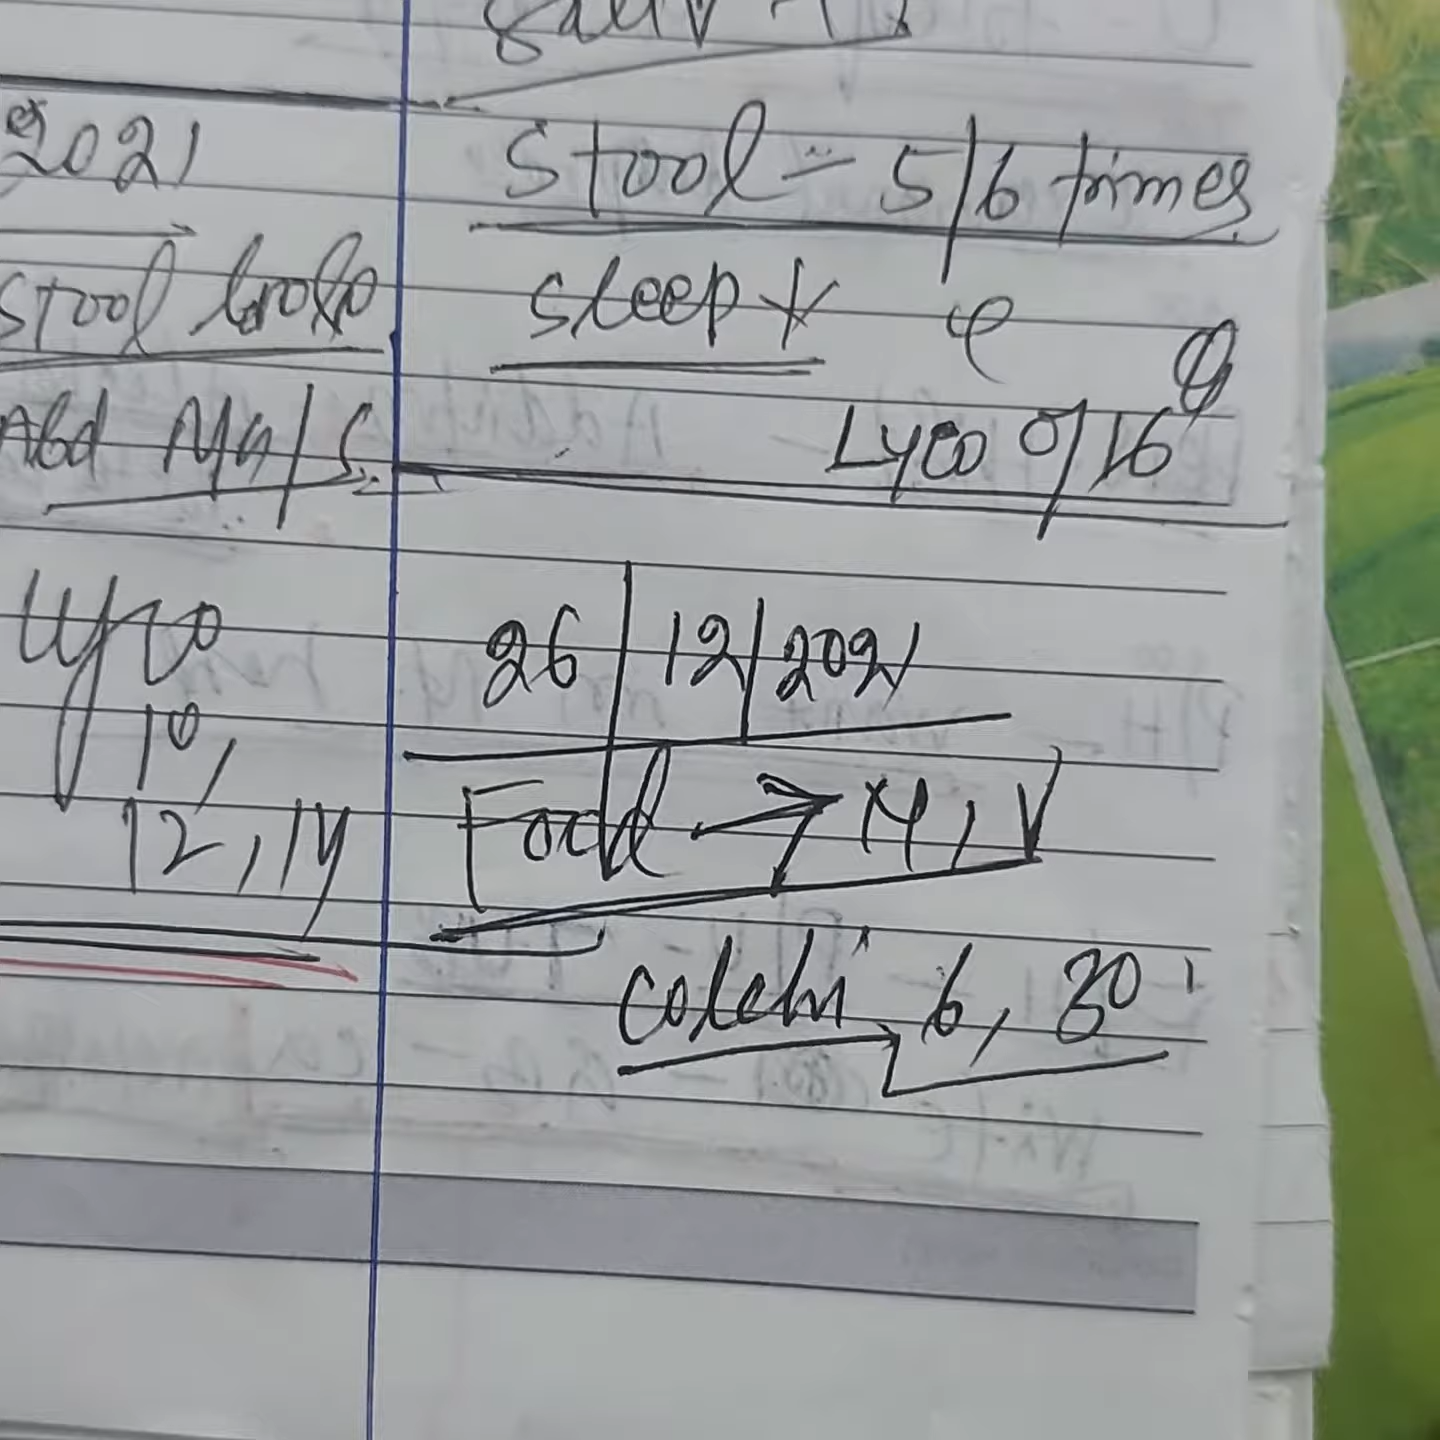 2021
Stool
Abd
Lyco
10,
12, 14
Stool = 5/6 times
Sleep
Lyco 0/16
26/12/2021
Food → N, V
Colchi 6, 30